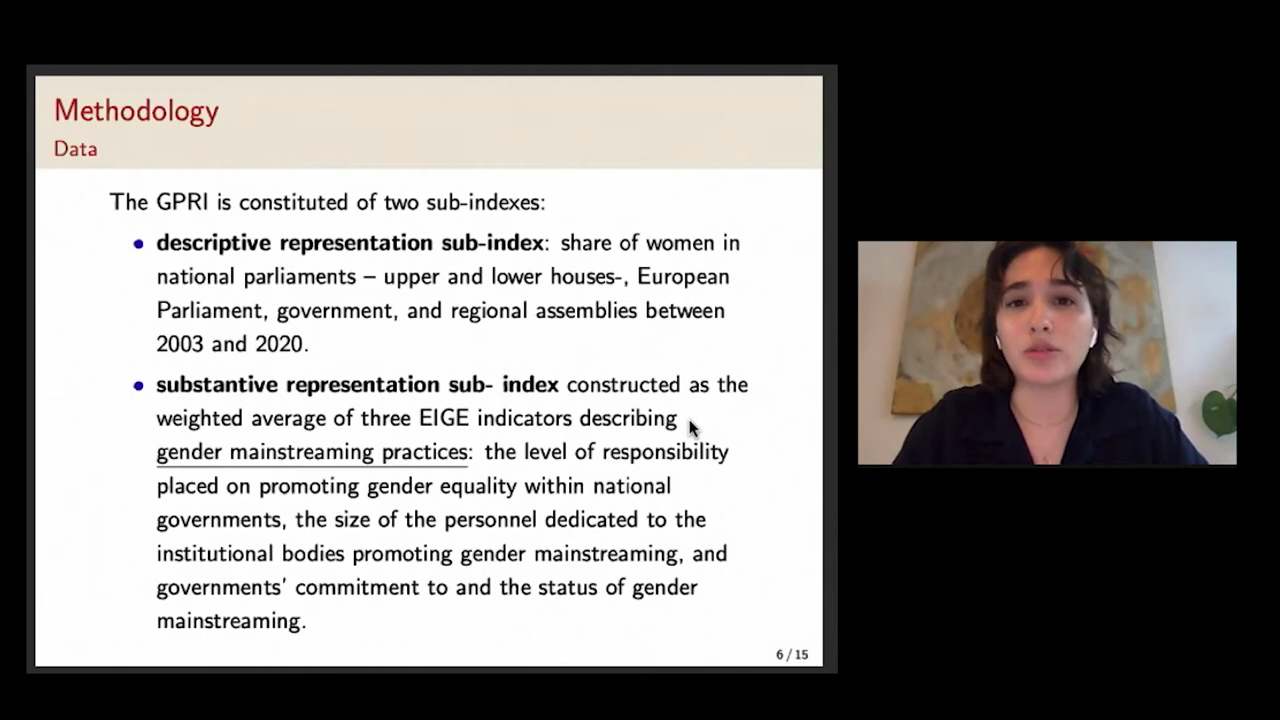 Methodology
Data
The GPRI is constituted of two sub-indexes:
descriptive representation sub-index: share of women in
national parliaments – upper and lower houses-, European
Parliament, government, and regional assemblies between
2003 and 2020.
substantive representation sub- index constructed as the
weighted average of three EIGE indicators describing
gender mainstreaming practices: the level of responsibility
placed on promoting gender equality within national
governments, the size of the personnel dedicated to the
institutional bodies promoting gender mainstreaming, and
governments' commitment to and the status of gender
mainstreaming.
6 / 15